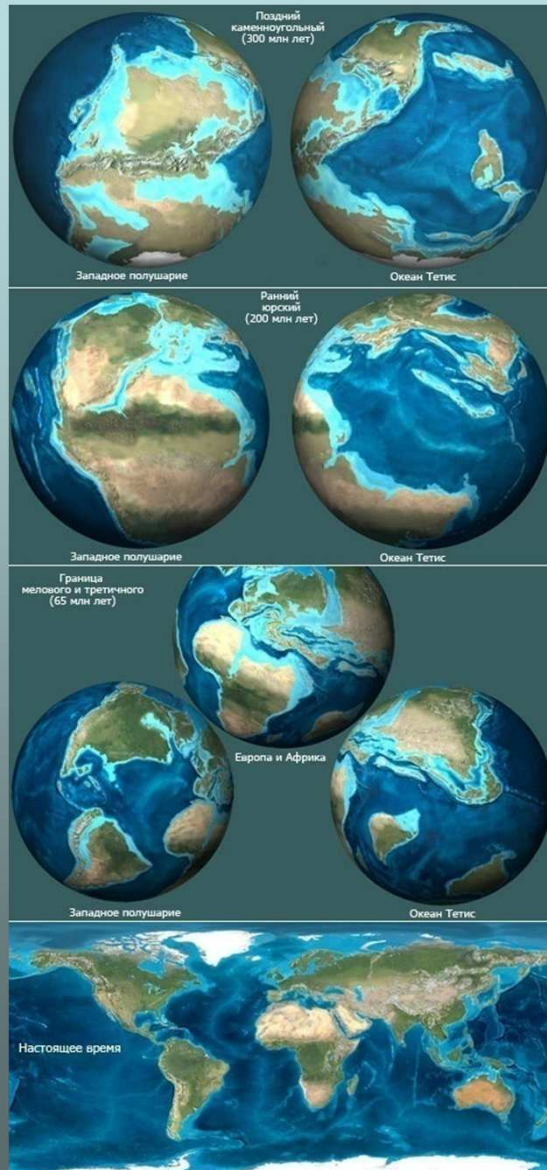 Поздний
каменноугольный
(300 млн лет)
Западное полушарие
Океан Тетис
Ранний
юрский
(200 млн лет)
Западное полушарие
Океан Тетис
Граница
мелового и третичного
(65 млн лет)
Европа и Африка
Западное полушарие
Океан Тетис
Настоящее время